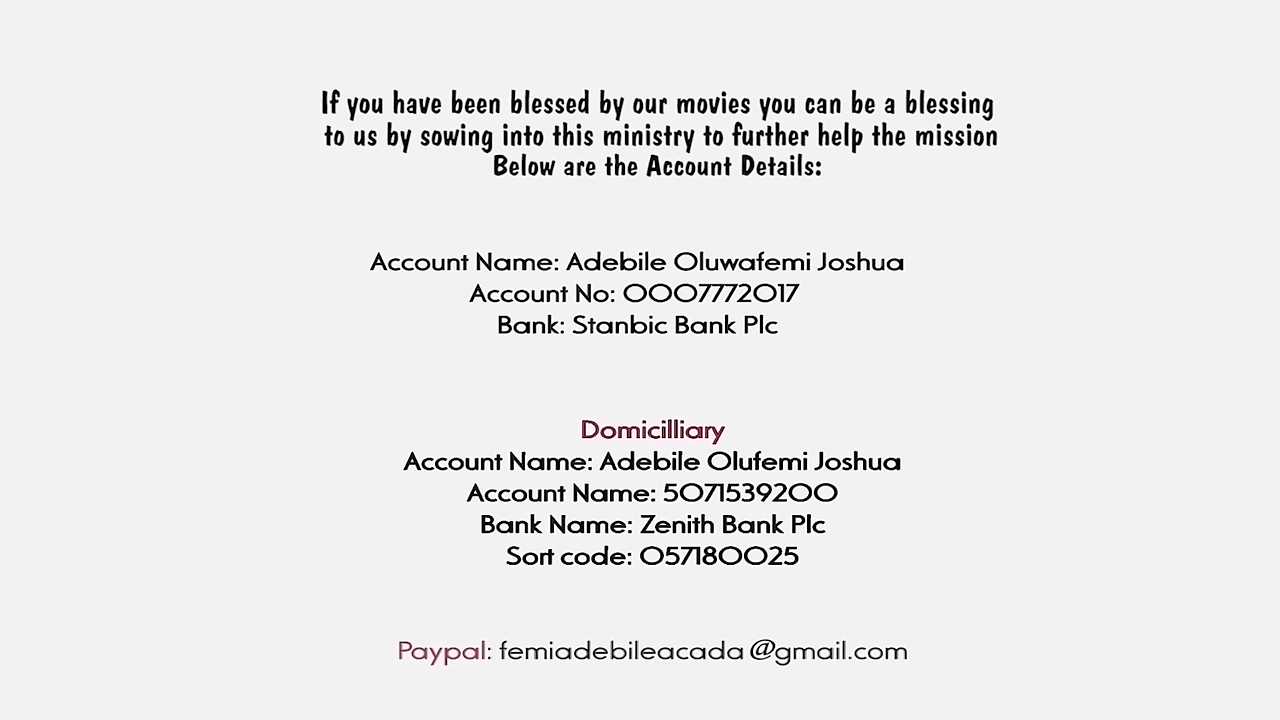 If you have been blessed by our movies you can be a blessing
to us by sowing into this ministry to further help the mission
Below are the Account Details:
Account Name: Adebile Oluwafemi Joshua
Account No: 0007772017
Bank: Stanbic Bank Plc
Domicilliary
Account Name: Adebile Olufemi Joshua
Account Name: 5071539200
Bank Name: Zenith Bank Plc
Sort code: 057180025
Paypal: femiadebileacada@gmail.com